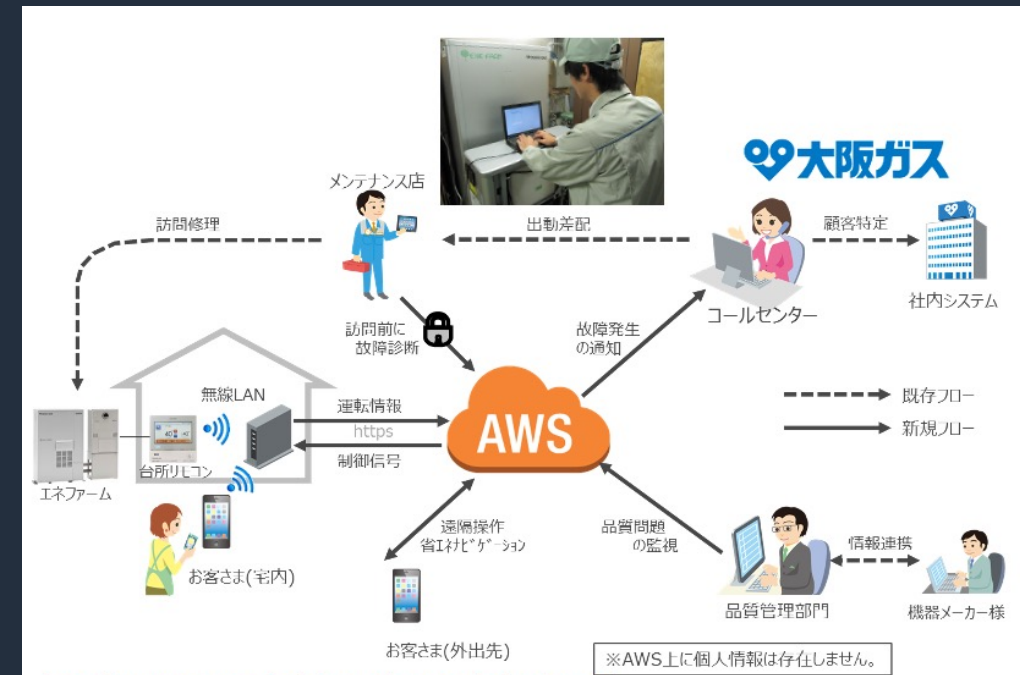 大阪ガス
メンテナンス店
訪問修理
出動差配
顧客特定
社内システム
コールセンター
訪問前に
故障診断
故障発生
の通知
無線LAN
運転情報
https
制御信号
AWS
既存フロー
新規フロー
台所リモコン
エネファーム
お客さま(宅内)
遠隔操作
省エネナビゲーション
品質問題
の監視
情報連携
お客さま(外出先)
品質管理部門
機器メーカー様
※AWS上に個人情報は存在しません。